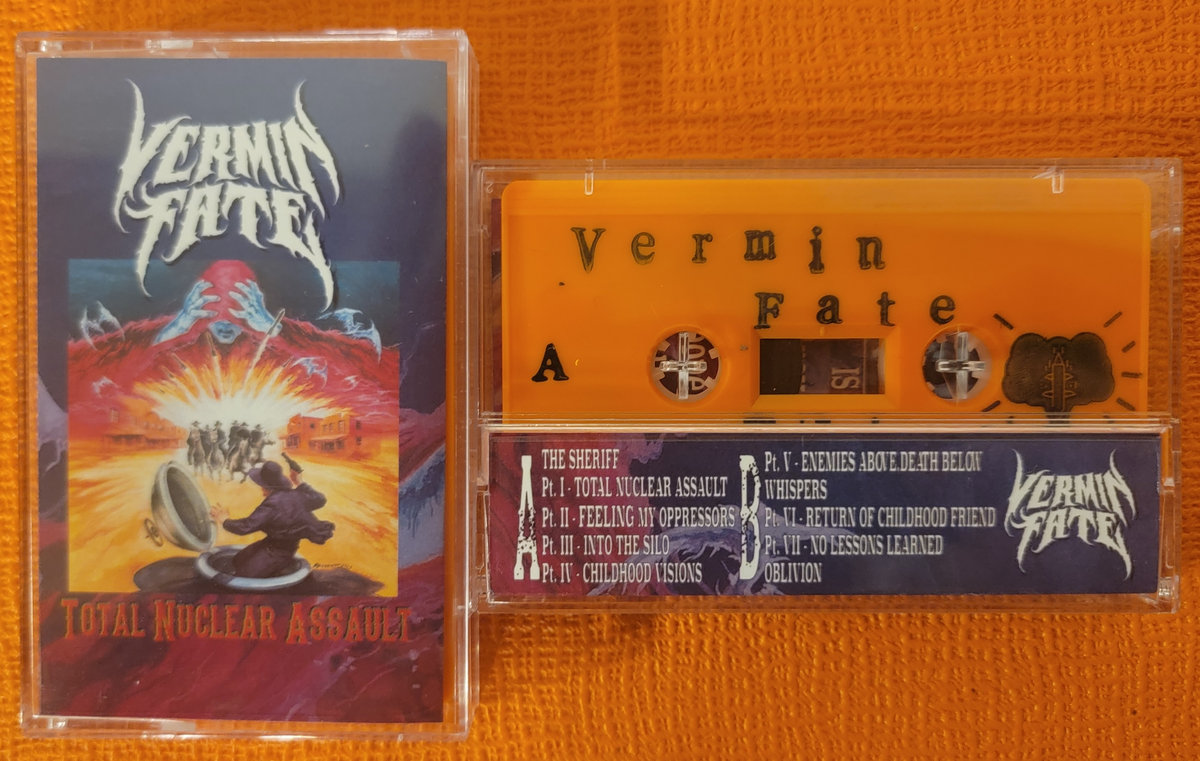 VERMIN
FATE
TOTAL NUCLEAR ASSAULT
Vermin
Fate
A
A
THE SHERIFF
Pt. I - TOTAL NUCLEAR ASSAULT
Pt. II - FEELING MY OPPRESSORS
Pt. III - INTO THE SILO
Pt. IV - CHILDHOOD VISIONS
B
Pt. V - ENEMIES ABOVE.DEATH BELOW
WHISPERS
Pt. VI - RETURN OF CHILDHOOD FRIEND
Pt. VII - NO LESSONS LEARNED
OBLIVION
VERMIN
FATE